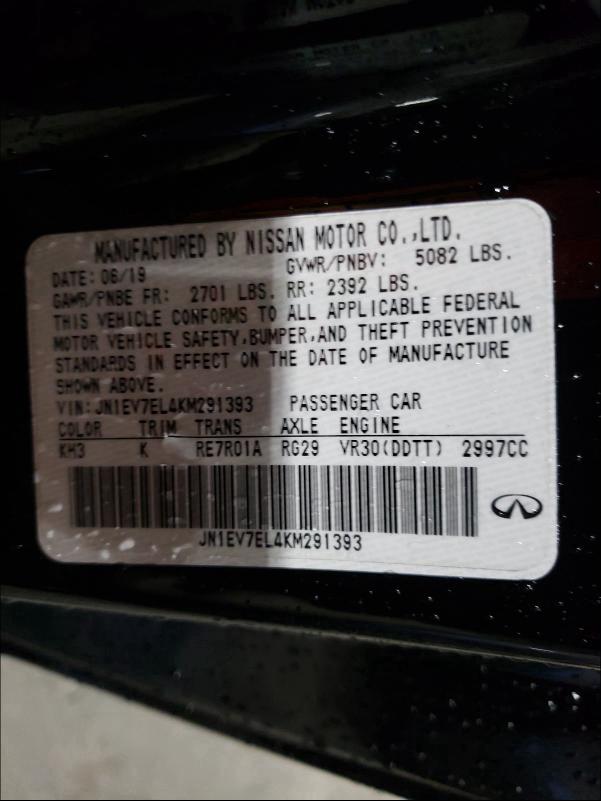 MANUFACTURED BY NISSAN MOTOR CO.,LTD.
DATE: 06/19 GVWR/PNBV: 5082 LBS.
GAWR/PNBE FR: 2701 LBS. RR: 2392 LBS.
THIS VEHICLE CONFORMS TO ALL APPLICABLE FEDERAL
MOTOR VEHICLE SAFETY,BUMPER,AND THEFT PREVENTION
STANDARDS IN EFFECT ON THE DATE OF MANUFACTURE
SHOWN ABOVE.
VIN:JN1EV7EL4KM291393 PASSENGER CAR
COLOR TRIM TRANS AXLE ENGINE
KH3 K RE7R01A RG29 VR30(DDTT) 2997CC
JN1EV7EL4KM291393